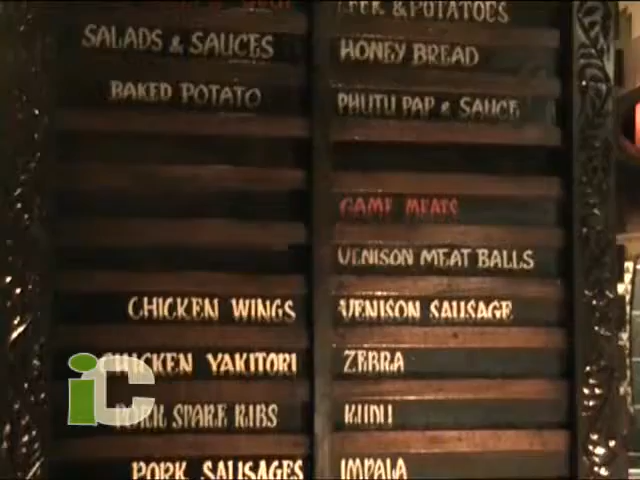 SALADS & SAUCES
BAKED POTATO
CHICKEN WINGS
CHICKEN YAKITORI
PORK SPARE RIBS
PORK SAUSAGES
& POTATOES
HONEY BREAD
PHUTU PAP & SAUCE
GAME MEATS
VENISON MEAT BALLS
VENISON SAUSAGE
ZEBRA
KUDU
IMPALA
iC